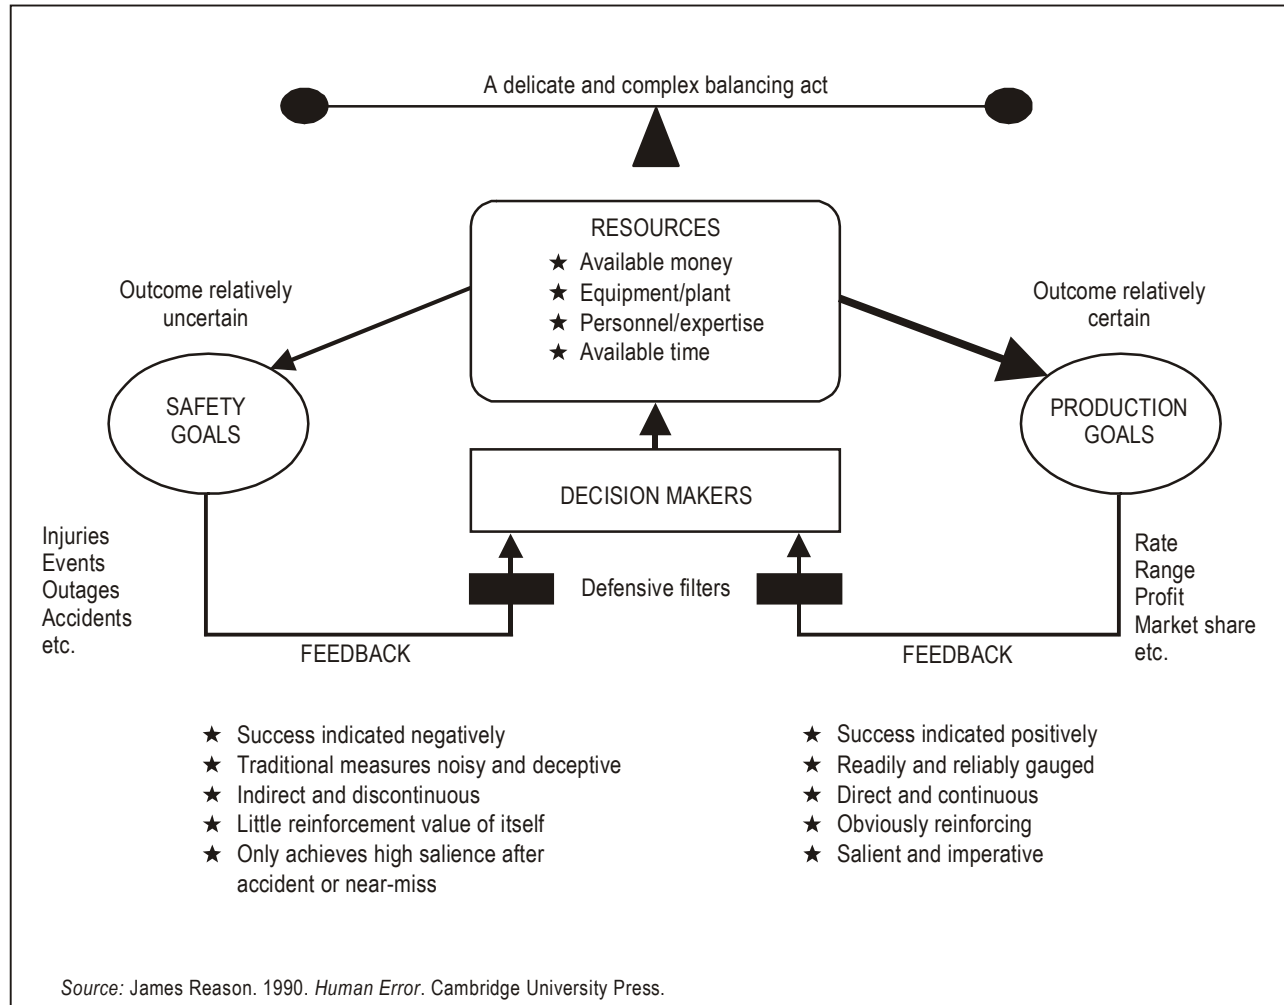 A delicate and complex balancing act
RESOURCES
★ Available money
★ Equipment/plant
★ Personnel/expertise
★ Available time
Outcome relatively
uncertain
Outcome relatively
certain
SAFETY
GOALS
PRODUCTION
GOALS
DECISION MAKERS
Injuries
Events
Outages
Accidents
etc.
Defensive filters
Rate
Range
Profit
Market share
etc.
FEEDBACK
FEEDBACK
★ Success indicated negatively
★ Traditional measures noisy and deceptive
★ Indirect and discontinuous
★ Little reinforcement value of itself
★ Only achieves high salience after
accident or near-miss
★ Success indicated positively
★ Readily and reliably gauged
★ Direct and continuous
★ Obviously reinforcing
★ Salient and imperative
Source: James Reason. 1990. Human Error. Cambridge University Press.